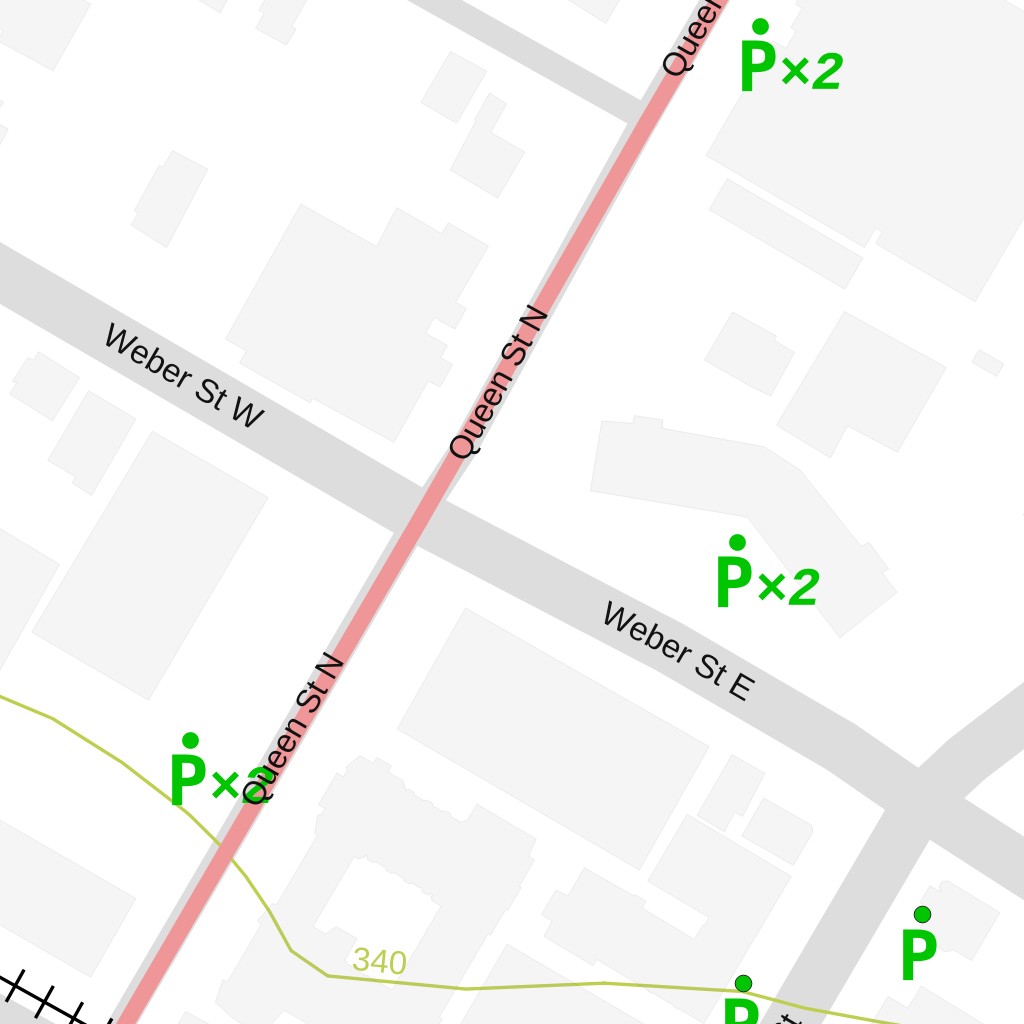 Queen
P×2
Queen St N
Weber St W
P×2
Weber St E
Queen St N
P×2
P
340
P